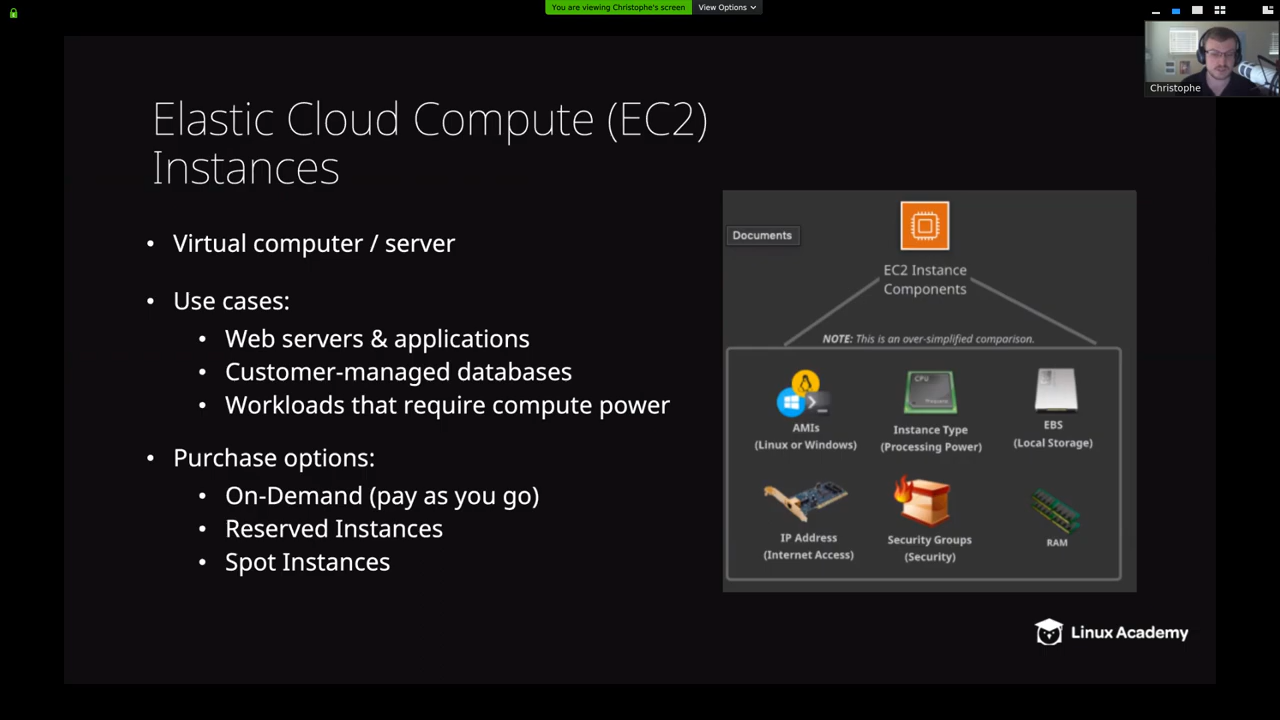 You are viewing Christophe's screen
View Options
Christophe
Elastic Cloud Compute (EC2)
Instances
• Virtual computer / server
• Use cases:
• Web servers & applications
• Customer-managed databases
• Workloads that require compute power
• Purchase options:
• On-Demand (pay as you go)
• Reserved Instances
• Spot Instances
Documents
EC2 Instance
Components
NOTE: This is an over-simplified comparison.
CPU
AMIs
(Linux or Windows)
Instance Type
(Processing Power)
EBS
(Local Storage)
IP Address
(Internet Access)
Security Groups
(Security)
RAM
Linux Academy